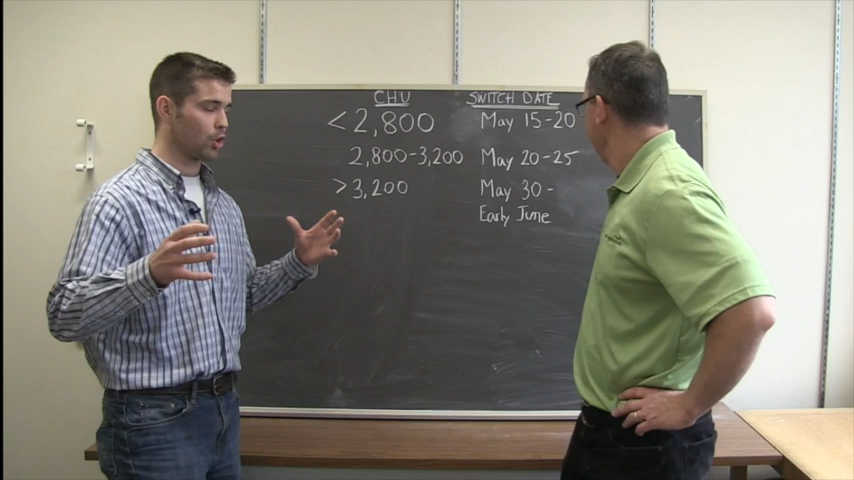 CHU SWITCH DATE
<2,800 May 15-20
2,800-3,200 May 20-25
>3,200 May 30-
Early June